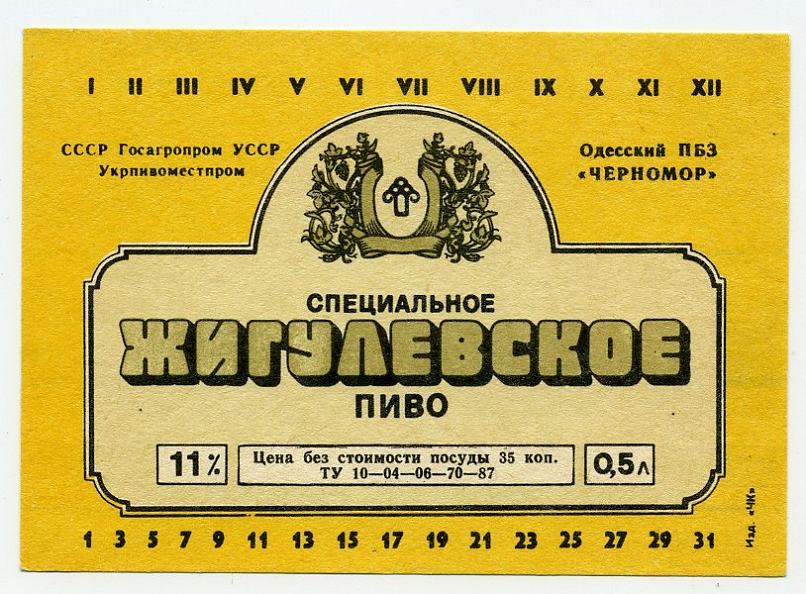 I II III IV V VI VII VIII IX X XI XII
СССР Госагропром УССР
Укрпивоместпром
Одесский ПБЗ
«ЧЕРНОМОР»
СПЕЦИАЛЬНОЕ
ЖИГУЛЕВСКОЕ
ПИВО
11%
Цена без стоимости посуды 35 коп.
ТУ 10—04—06—70—87
0,5л
1 3 5 7 9 11 13 15 17 19 21 23 25 27 29 31
Изд. «ЧК»